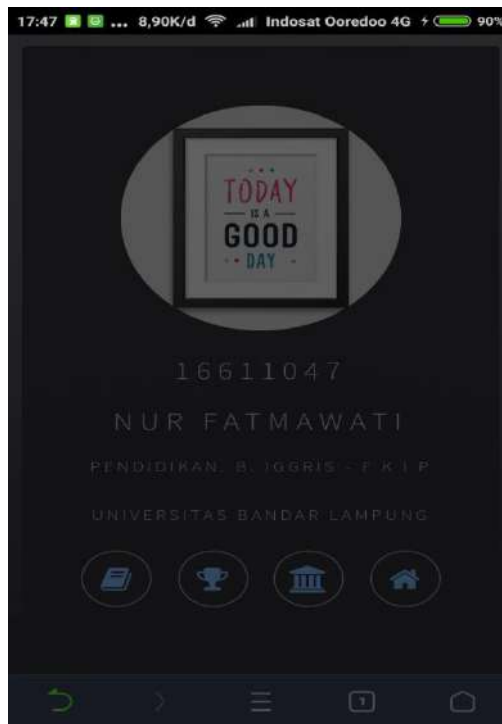 17:47 ... 8,90K/d Indosat Ooredoo 4G 90%
TODAY
IS A
GOOD
DAY
16611047
NUR FATMAWATI
PENDIDIKAN. B. IGGRIS - F K I P
UNIVERSITAS BANDAR LAMPUNG
1